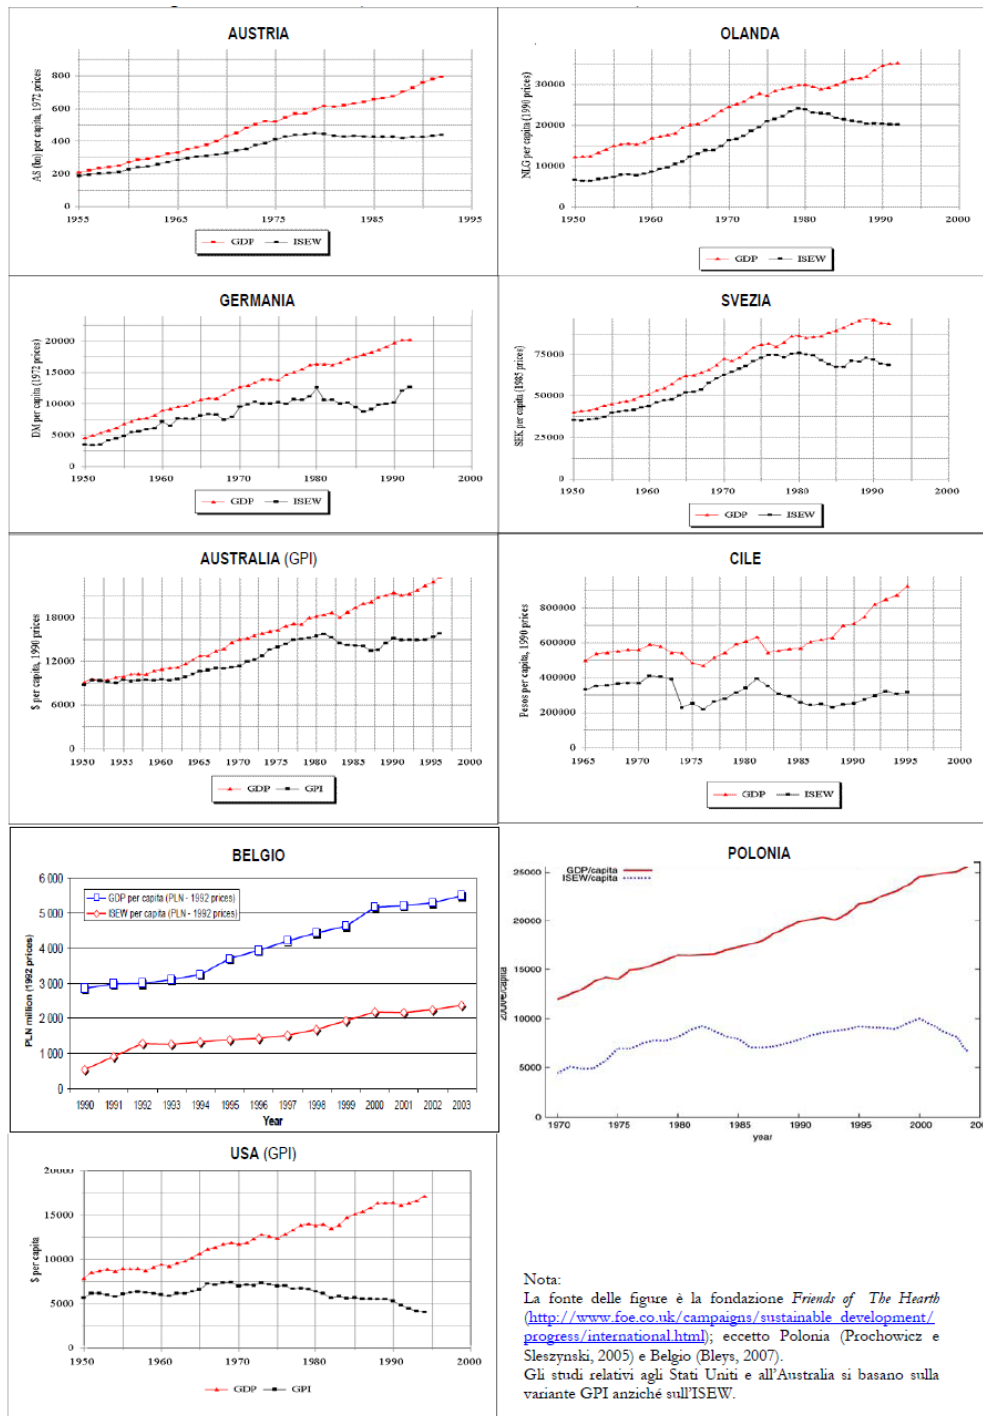 AUSTRIA
AS (tho) per capita, 1972 prices
800
600
400
200
0
1955
1965
1975
1985
1995
GDP
ISEW
OLANDA
NLG per capita (1990 prices)
30000
20000
10000
0
1950
1960
1970
1980
1990
2000
GDP
ISEW
GERMANIA
DM per capita (1972 prices)
20000
15000
10000
5000
0
1950
1960
1970
1980
1990
2000
GDP
ISEW
SVEZIA
SEK per capita (1985 prices)
75000
50000
25000
0
1950
1960
1970
1980
1990
2000
GDP
ISEW
AUSTRALIA (GPI)
$ per capita, 1990 prices
18000
12000
6000
0
1950
1955
1960
1965
1970
1975
1980
1985
1990
1995
2000
GDP
GPI
CILE
Pesos per capita, 1990 prices
800000
600000
400000
200000
0
1965
1970
1975
1980
1985
1990
1995
2000
GDP
ISEW
BELGIO
PLN million (1992 prices)
6 000
5 000
4 000
3 000
2 000
1 000
0
GDP per capita (PLN - 1992 prices)
ISEW per capita (PLN - 1992 prices)
1990
1991
1992
1993
1994
1995
1996
1997
1998
1999
2000
2001
2002
2003
Year
POLONIA
GDP/capita
ISEW/capita
2000€/capita
25000
20000
15000
10000
5000
0
1970
1975
1980
1985
1990
1995
2000
200
year
USA (GPI)
$ per capita
20000
15000
10000
5000
0
1950
1960
1970
1980
1990
2000
GDP
GPI
Nota:
La fonte delle figure è la fondazione Friends of The Hearth
(http://www.foe.co.uk/campaigns/sustainable_development/
progress/international.html); eccetto Polonia (Prochowicz e
Sleszynski, 2005) e Belgio (Bleys, 2007).
Gli studi relativi agli Stati Uniti e all'Australia si basano sulla
variante GPI anziché sull'ISEW.